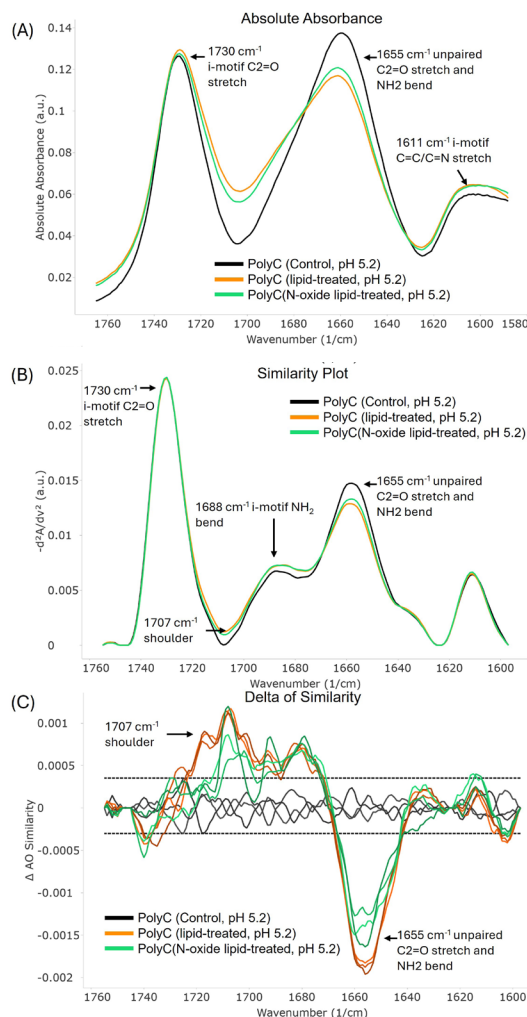 (A)
Absolute Absorbance
1730 cm⁻¹
i-motif C2=O
stretch
1655 cm⁻¹ unpaired
C2=O stretch and
NH2 bend
1611 cm⁻¹ i-motif
C=C/C=N stretch
Absolute Absorbance (a.u.)
0.14
0.12
0.1
0.08
0.06
0.04
0.02
PolyC (Control, pH 5.2)
PolyC (lipid-treated, pH 5.2)
PolyC(N-oxide lipid-treated, pH 5.2)
1760 1740 1720 1700 1680 1660 1640 1620 1600 1580
Wavenumber (1/cm)
(B)
Similarity Plot
1730 cm⁻¹
i-motif C2=O
stretch
PolyC (Control, pH 5.2)
PolyC (lipid-treated, pH 5.2)
PolyC(N-oxide lipid-treated, pH 5.2)
1655 cm⁻¹ unpaired
C2=O stretch and
NH2 bend
1688 cm⁻¹ i-motif NH₂
bend
1707 cm⁻¹
shoulder
-d²A/dv² (a.u.)
0.025
0.02
0.015
0.01
0.005
0
1760 1740 1720 1700 1680 1660 1640 1620 1600
Wavenumber (1/cm)
(C)
Delta of Similarity
1707 cm⁻¹
shoulder
Δ AO Similarity
0.001
0.0005
0
-0.0005
-0.001
-0.0015
-0.002
PolyC (Control, pH 5.2)
PolyC (lipid-treated, pH 5.2)
PolyC(N-oxide lipid-treated, pH 5.2)
1655 cm⁻¹ unpaired
C2=O stretch and
NH2 bend
1760 1740 1720 1700 1680 1660 1640 1620 1600
Wavenumber (1/cm)